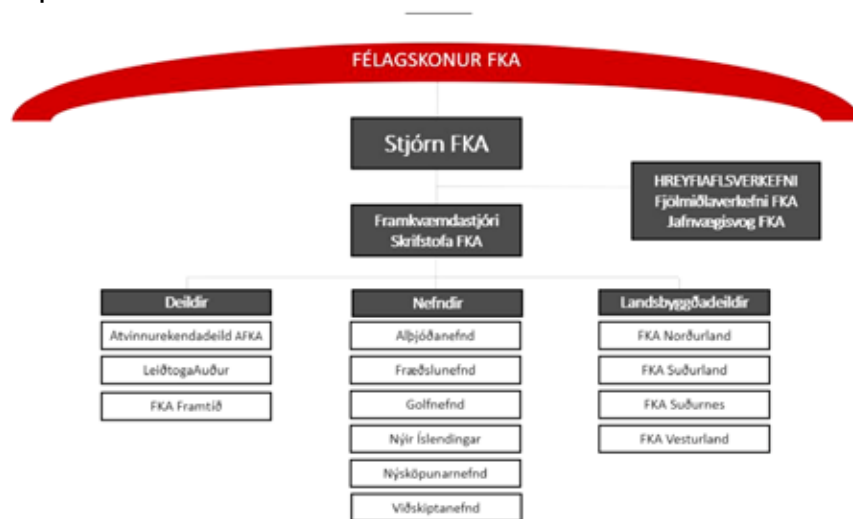 FÉLAGSKONUR FKA
Stjórn FKA
HREYFIAFLSVERKEFNI
Fjölmiðlaverkefni FKA
Jafnvægisvog FKA
Framkvæmdastjóri
Skrifstofa FKA
Deildir
Atvinnurekendadeild AFKA
LeiðtogaAuður
FKA Framtíð
Nefndir
Alþjóðanefnd
Fræðslunefnd
Golfnefnd
Nýir Íslendingar
Nýsköpunarnefnd
Viðskiptanefnd
Landsbyggðadeildir
FKA Norðurland
FKA Suðurland
FKA Suðurnes
FKA Vesturland